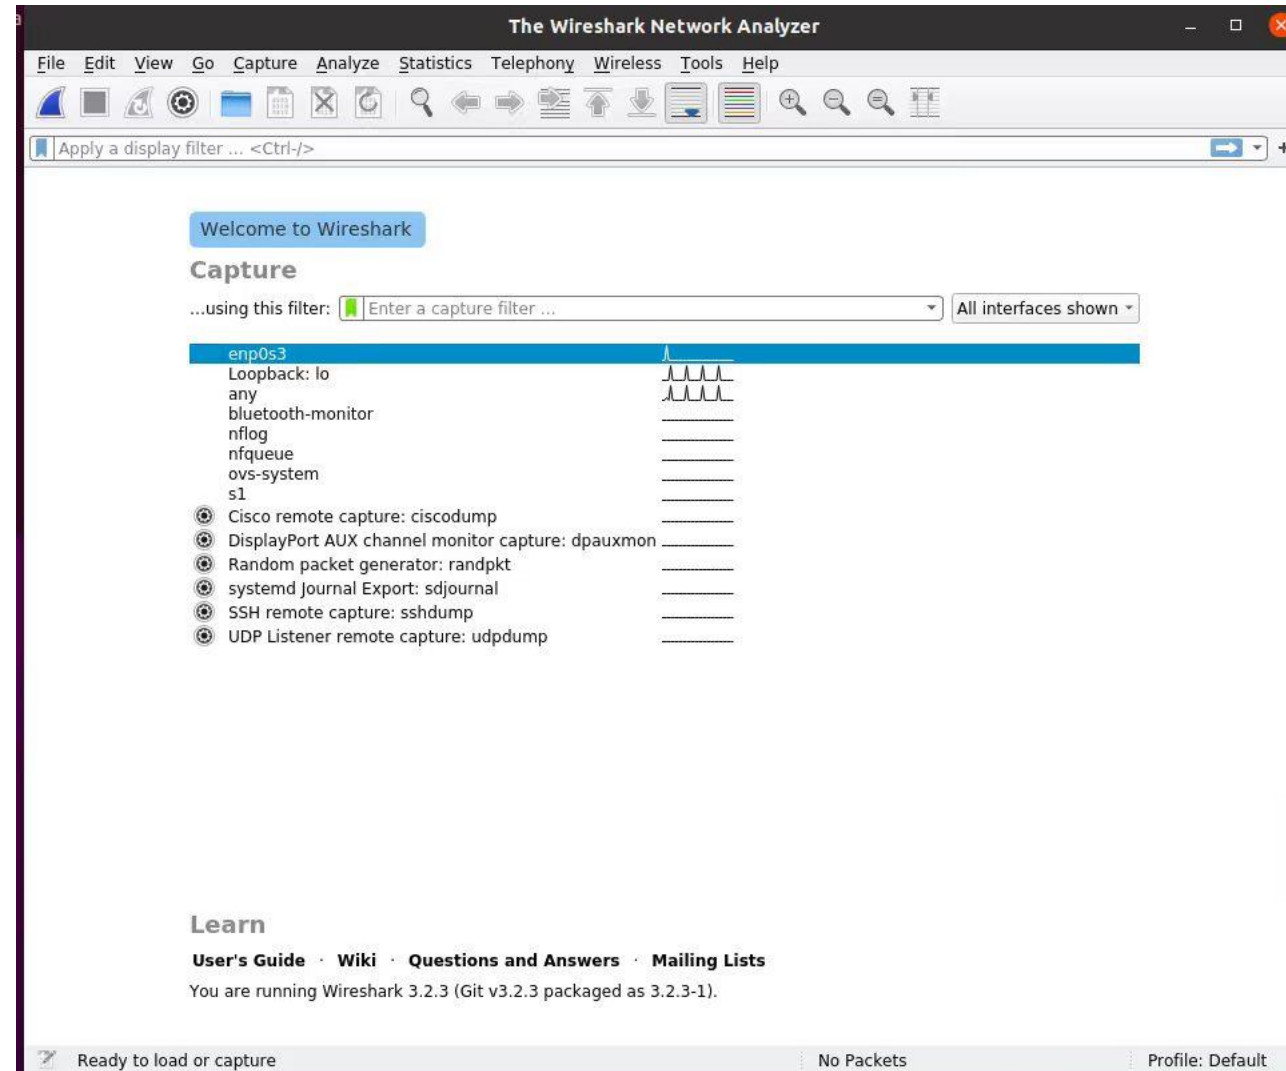 The Wireshark Network Analyzer
File Edit View Go Capture Analyze Statistics Telephony Wireless Tools Help
Apply a display filter ... <Ctrl-/>
Welcome to Wireshark
Capture
...using this filter: Enter a capture filter ... All interfaces shown
enp0s3
Loopback: lo
any
bluetooth-monitor
nflog
nfqueue
ovs-system
s1
Cisco remote capture: ciscodump
DisplayPort AUX channel monitor capture: dpauxmon
Random packet generator: randpkt
systemd Journal Export: sdjournal
SSH remote capture: sshdump
UDP Listener remote capture: udpdump
Learn
User's Guide · Wiki · Questions and Answers · Mailing Lists
You are running Wireshark 3.2.3 (Git v3.2.3 packaged as 3.2.3-1).
Ready to load or capture No Packets Profile: Default